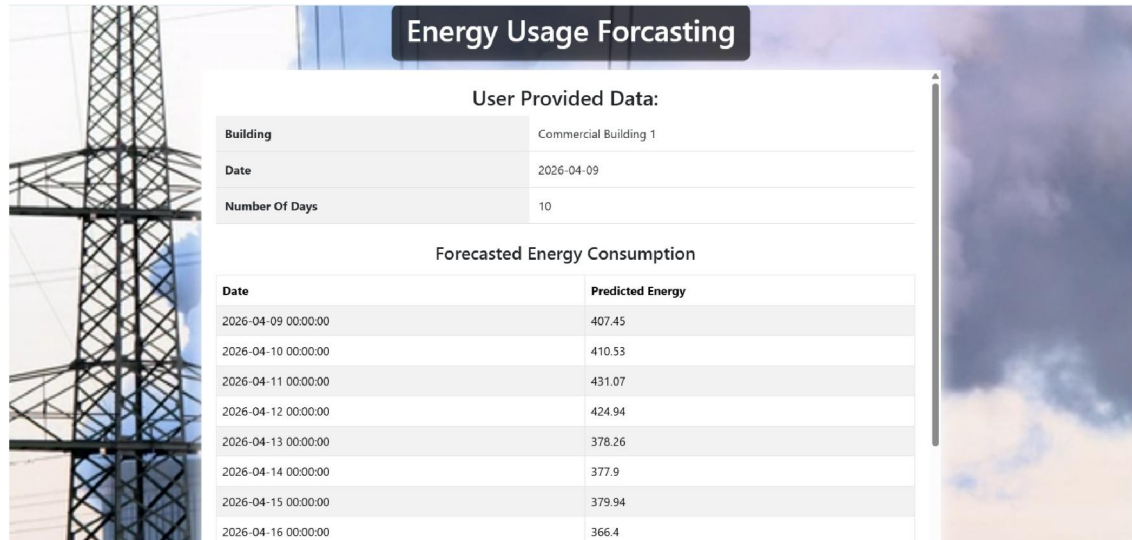 Energy Usage Forcasting
User Provided Data:
Building Commercial Building 1
Date 2026-04-09
Number Of Days 10
Forecasted Energy Consumption
Date Predicted Energy
2026-04-09 00:00:00 407.45
2026-04-10 00:00:00 410.53
2026-04-11 00:00:00 431.07
2026-04-12 00:00:00 424.94
2026-04-13 00:00:00 378.26
2026-04-14 00:00:00 377.9
2026-04-15 00:00:00 379.94
2026-04-16 00:00:00 366.4